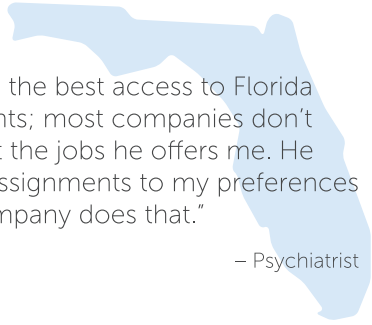 the best access to Florida
nts; most companies don’t
t the jobs he offers me. He
ssignments to my preferences
mpany does that.”
– Psychiatrist